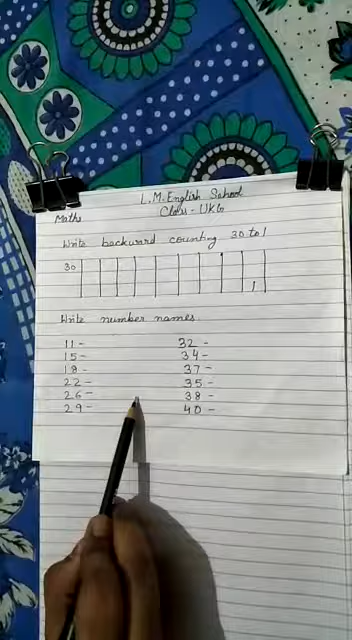 L.M. English School
Class - UKG
Maths
Write backward counting 30 to 1
30
1
Write number names.
11 - 32 -
15 - 34 -
18 - 37 -
22 - 35 -
26 - 38 -
29 - 40 -